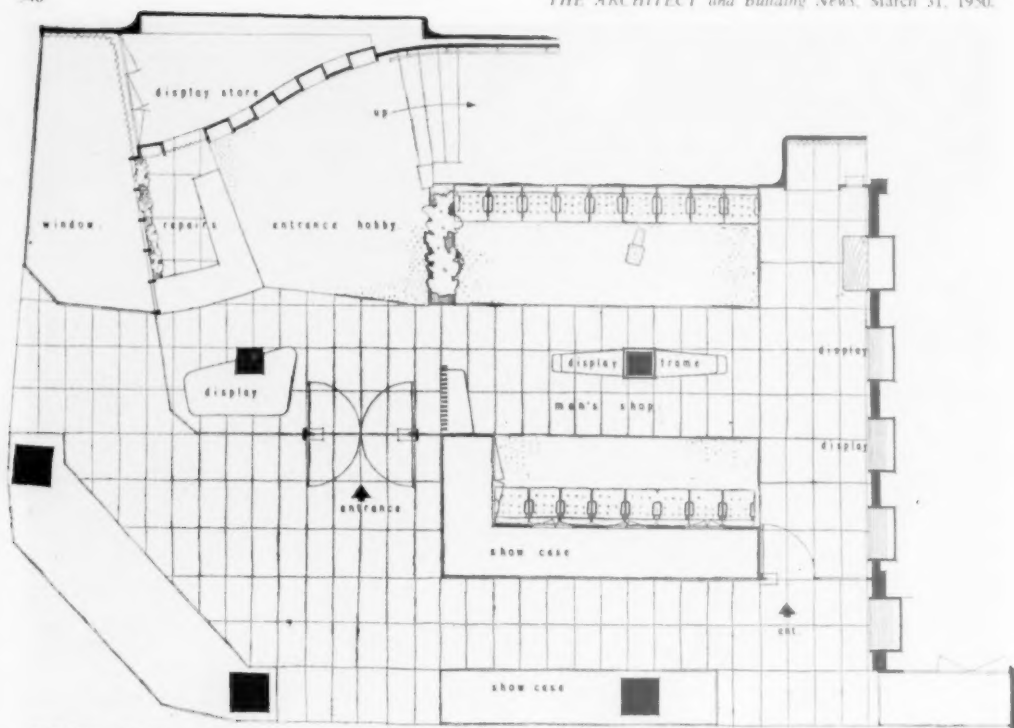 THE ARCHITECT and Building News, March 31, 1950.
display store
up
window.
repairs
entrance hobby.
display
display frame
display
man's shop.
display
entrance
show case
ent.
show case